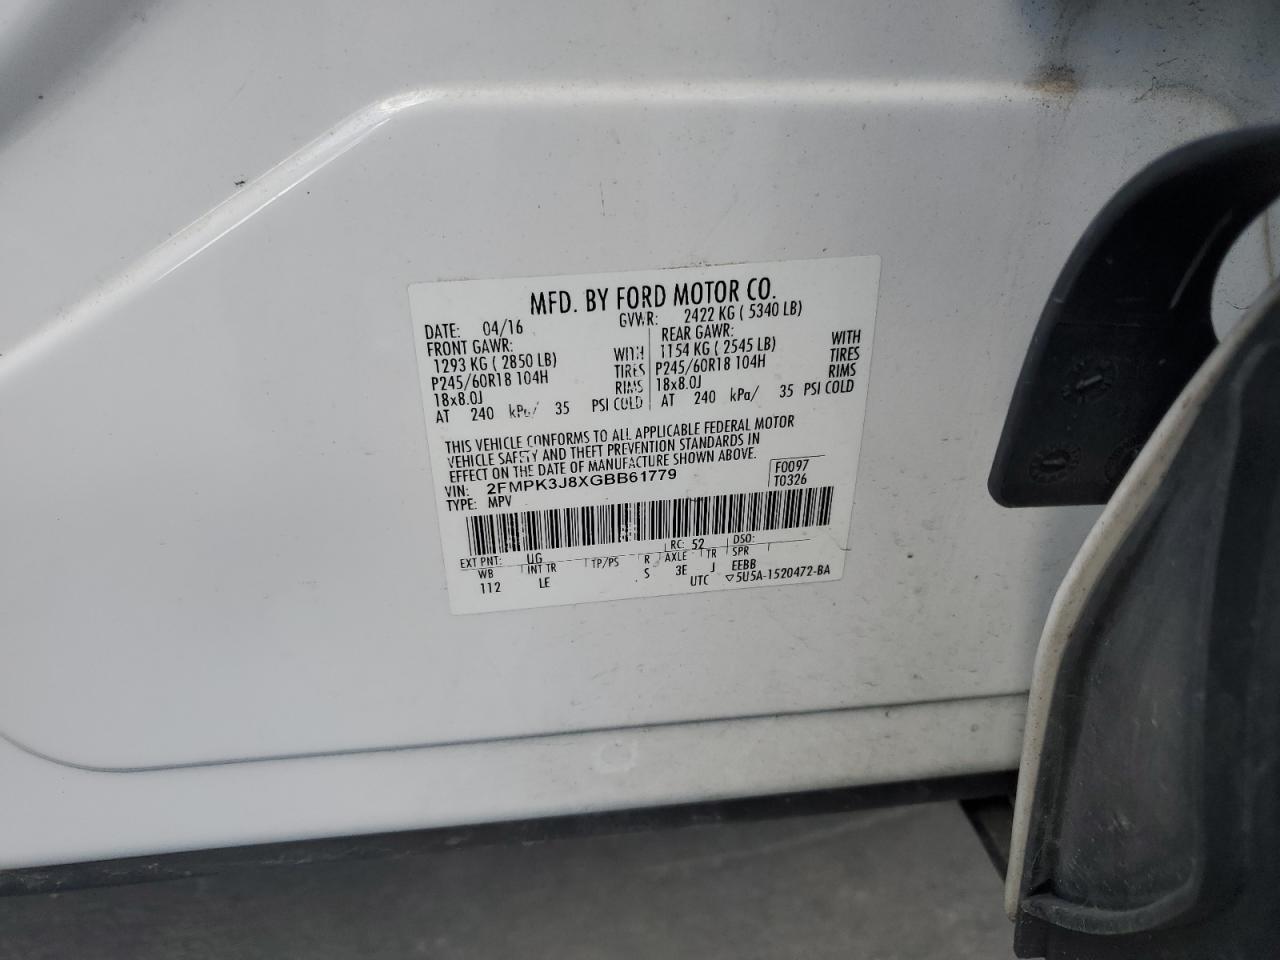 MFD. BY FORD MOTOR CO.
DATE: 04/16 GVWR: 2422 KG ( 5340 LB)
FRONT GAWR: REAR GAWR:
1293 KG ( 2850 LB) WITH 1154 KG ( 2545 LB) WITH
P245/60R18 104H TIRES P245/60R18 104H TIRES
18x8.0J RIMS 18x8.0J RIMS
AT 240 kPa/ 35 PSI COLD AT 240 kPa/ 35 PSI COLD
THIS VEHICLE CONFORMS TO ALL APPLICABLE FEDERAL MOTOR
VEHICLE SAFETY AND THEFT PREVENTION STANDARDS IN
EFFECT ON THE DATE OF MANUFACTURE SHOWN ABOVE.
VIN: 2FMPK3J8XGBB61779 F0097
TYPE: MPV T0326
EXT PNT: UG RC: 52 DSO:
WB INT TR TP/PS R AXLE TR SPR
112 LE S 3E J EEBB
UTC ▽5U5A-1520472-BA